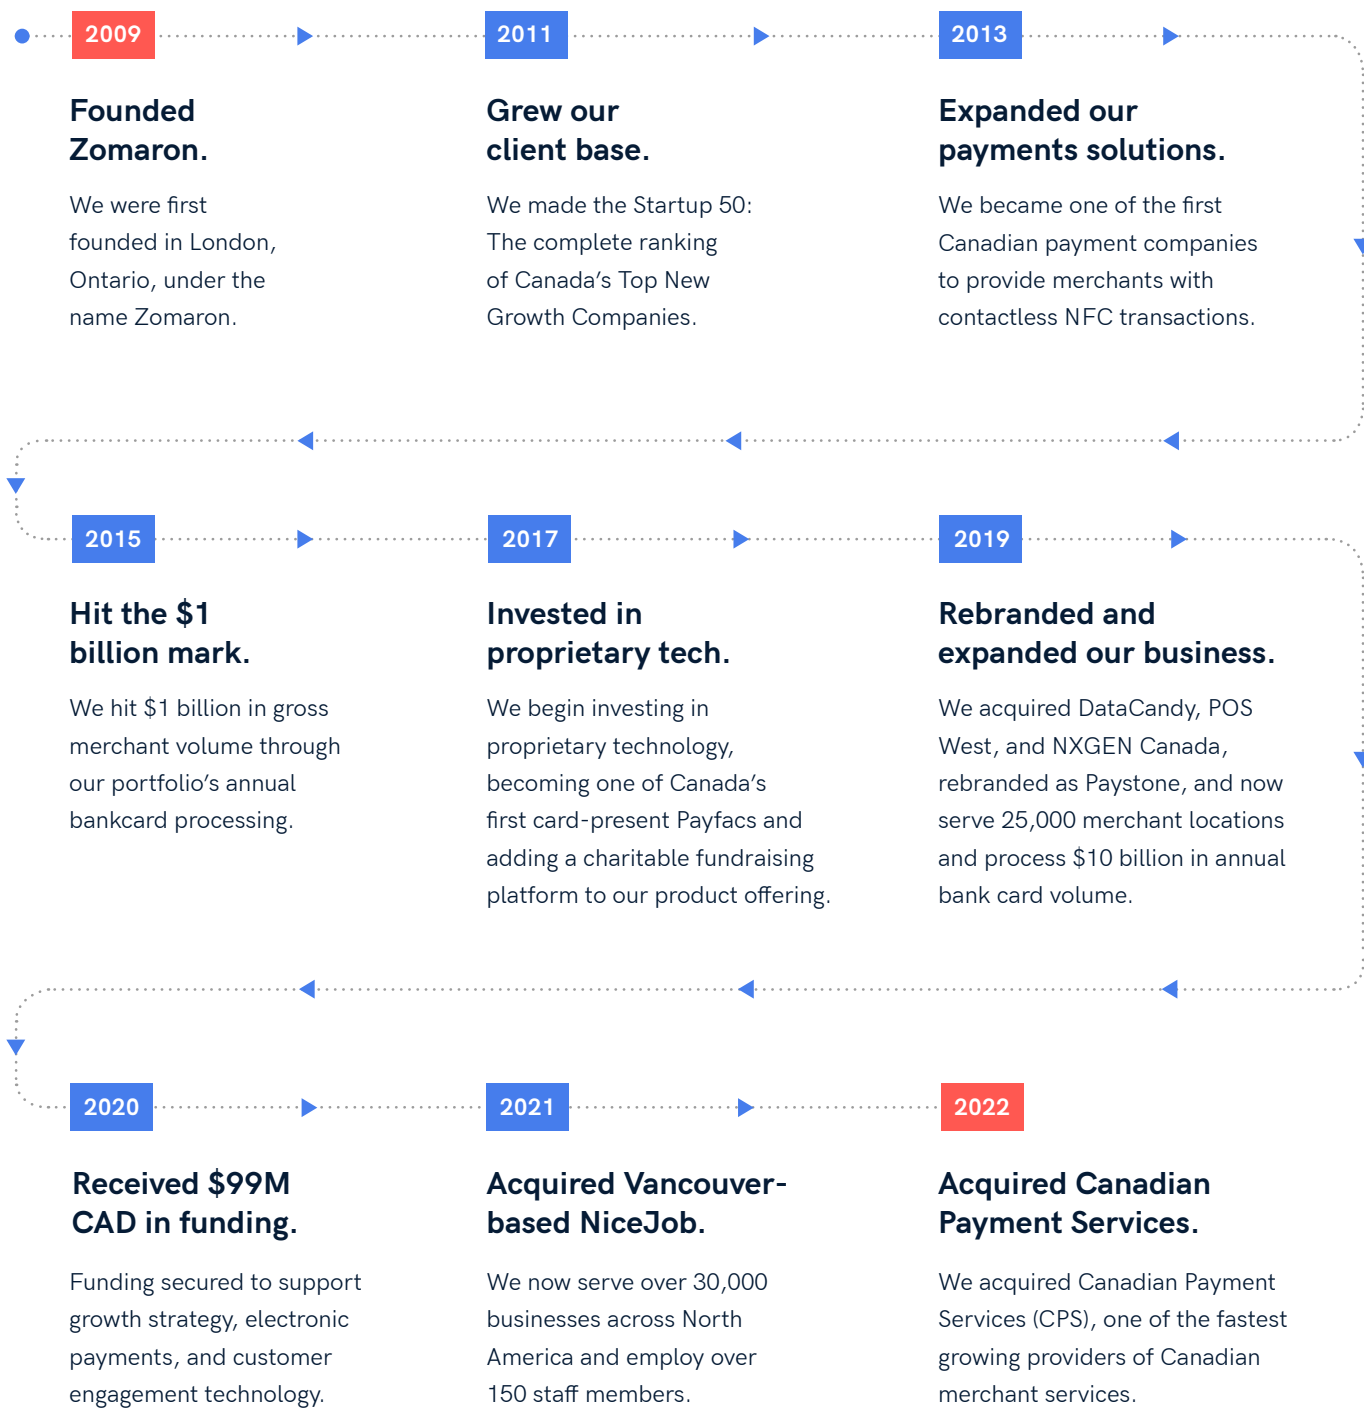 2009
Founded
Zomaron.
We were first
founded in London,
Ontario, under the
name Zomaron.
2011
Grew our
client base.
We made the Startup 50:
The complete ranking
of Canada’s Top New
Growth Companies.
2013
Expanded our
payments solutions.
We became one of the first
Canadian payment companies
to provide merchants with
contactless NFC transactions.
2015
Hit the $1
billion mark.
We hit $1 billion in gross
merchant volume through
our portfolio’s annual
bankcard processing.
2017
Invested in
proprietary tech.
We begin investing in
proprietary technology,
becoming one of Canada’s
first card-present Payfacs and
adding a charitable fundraising
platform to our product offering.
2019
Rebranded and
expanded our business.
We acquired DataCandy, POS
West, and NXGEN Canada,
rebranded as Paystone, and now
serve 25,000 merchant locations
and process $10 billion in annual
bank card volume.
2020
Received $99M
CAD in funding.
Funding secured to support
growth strategy, electronic
payments, and customer
engagement technology.
2021
Acquired Vancouver-
based NiceJob.
We now serve over 30,000
businesses across North
America and employ over
150 staff members.
2022
Acquired Canadian
Payment Services.
We acquired Canadian Payment
Services (CPS), one of the fastest
growing providers of Canadian
merchant services.